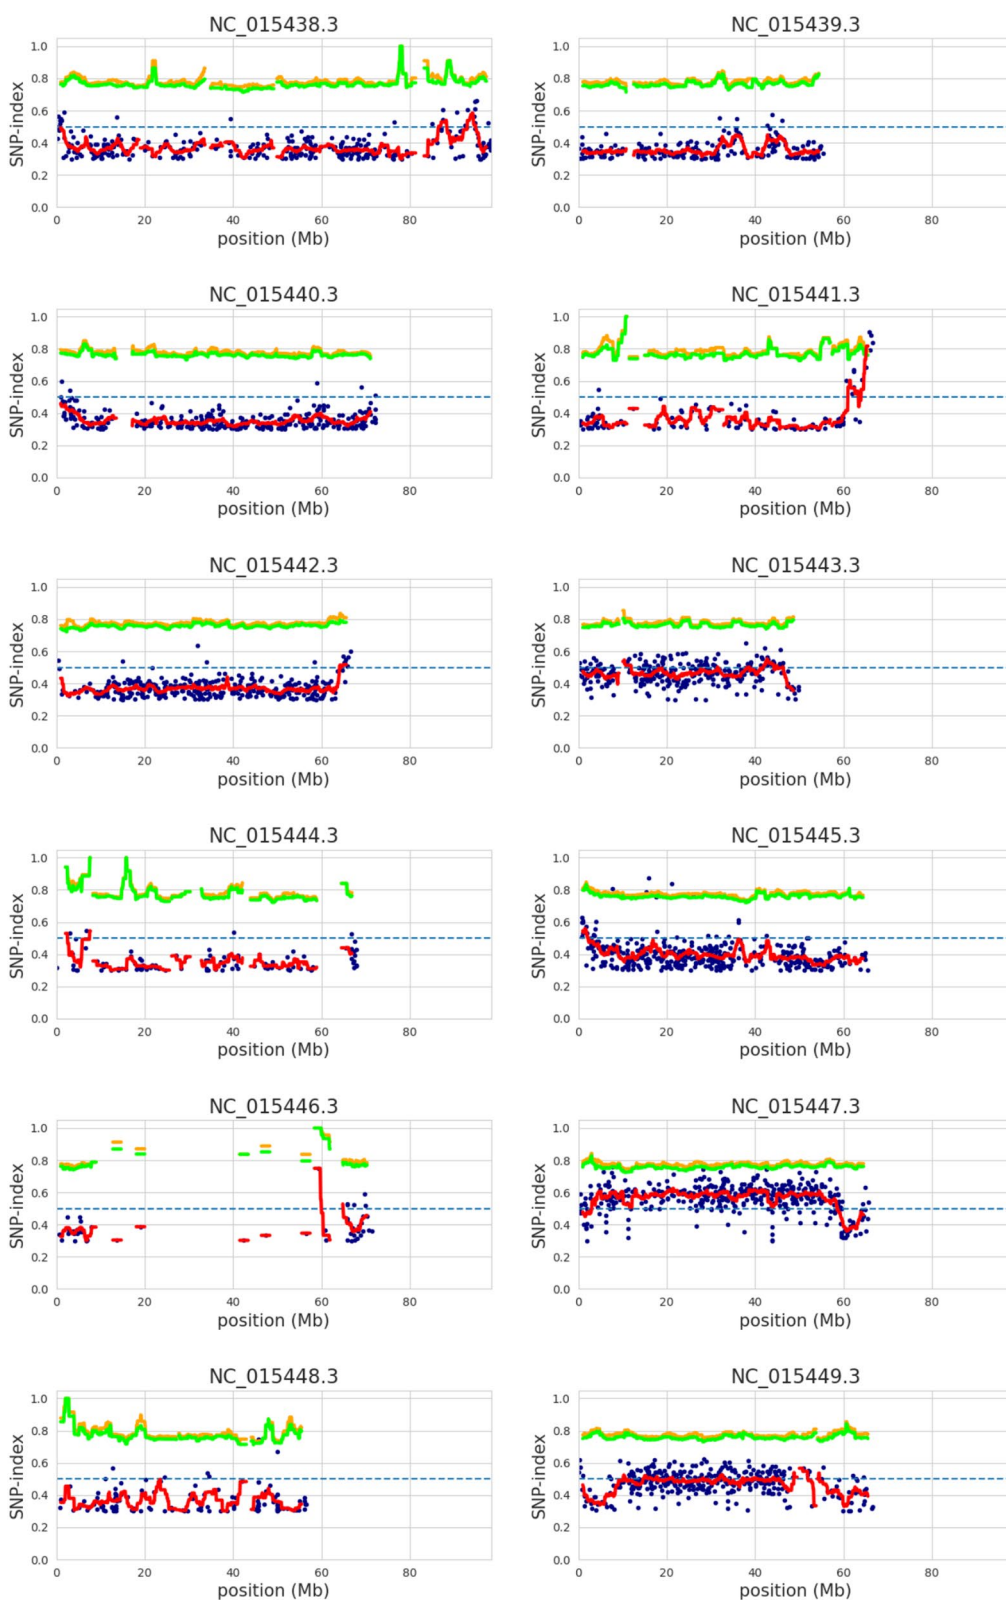 NC_015438.3
NC_015439.3
1.0
0.8
0.6
0.4
0.2
0.0
SNP-index
0 20 40 60 80
position (Mb)
1.0
0.8
0.6
0.4
0.2
0.0
SNP-index
0 20 40 60 80
position (Mb)
NC_015440.3
NC_015441.3
1.0
0.8
0.6
0.4
0.2
0.0
SNP-index
0 20 40 60 80
position (Mb)
1.0
0.8
0.6
0.4
0.2
0.0
SNP-index
0 20 40 60 80
position (Mb)
NC_015442.3
NC_015443.3
1.0
0.8
0.6
0.4
0.2
0.0
SNP-index
0 20 40 60 80
position (Mb)
1.0
0.8
0.6
0.4
0.2
0.0
SNP-index
0 20 40 60 80
position (Mb)
NC_015444.3
NC_015445.3
1.0
0.8
0.6
0.4
0.2
0.0
SNP-index
0 20 40 60 80
position (Mb)
1.0
0.8
0.6
0.4
0.2
0.0
SNP-index
0 20 40 60 80
position (Mb)
NC_015446.3
NC_015447.3
1.0
0.8
0.6
0.4
0.2
0.0
SNP-index
0 20 40 60 80
position (Mb)
1.0
0.8
0.6
0.4
0.2
0.0
SNP-index
0 20 40 60 80
position (Mb)
NC_015448.3
NC_015449.3
1.0
0.8
0.6
0.4
0.2
0.0
SNP-index
0 20 40 60 80
position (Mb)
1.0
0.8
0.6
0.4
0.2
0.0
SNP-index
0 20 40 60 80
position (Mb)